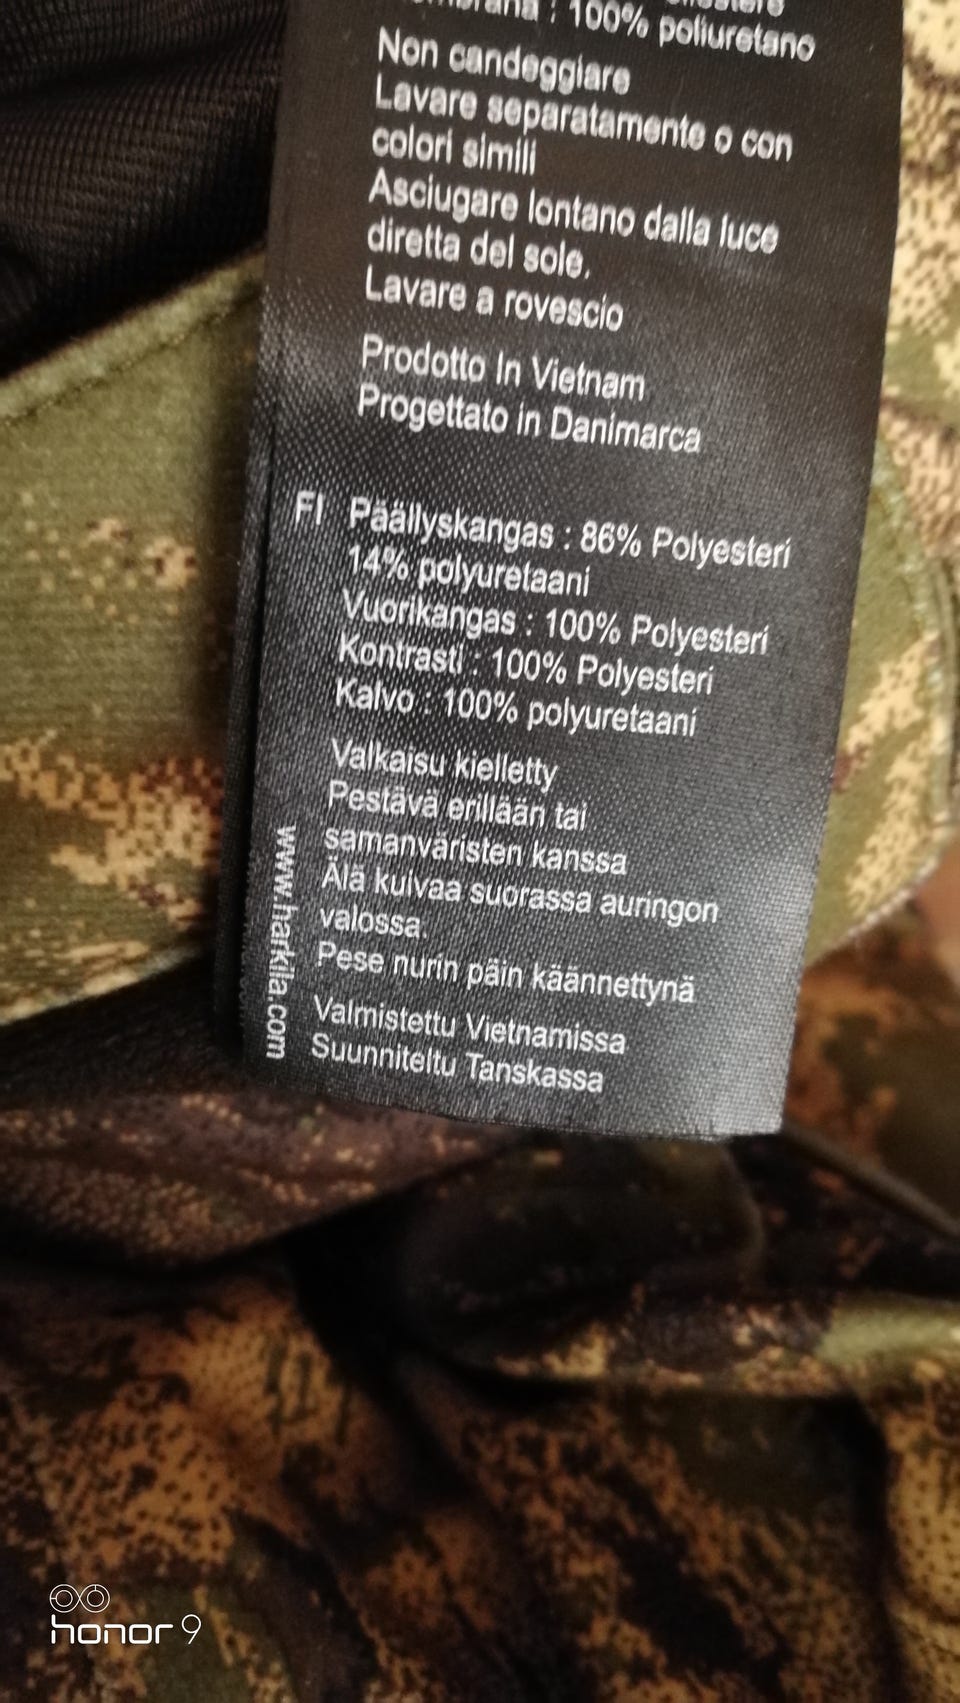 : 100% poliuretano
Non candeggiare
Lavare separatamente o con
colori simili
Asciugare lontano dalla luce
diretta del sole.
Lavare a rovescio
Prodotto In Vietnam
Progettato in Danimarca
FI Päällyskangas : 86% Polyesteri
14% polyuretaani
Vuorikangas : 100% Polyesteri
Kontrasti : 100% Polyesteri
Kalvo : 100% polyuretaani
Valkaisu kielletty
Pestävä erillään tai
samanväristen kanssa
Älä kuivaa suorassa auringon
valossa.
Pese nurin päin käännettynä
Valmistettu Vietnamissa
Suunniteltu Tanskassa
www.harkila.com
honor 9